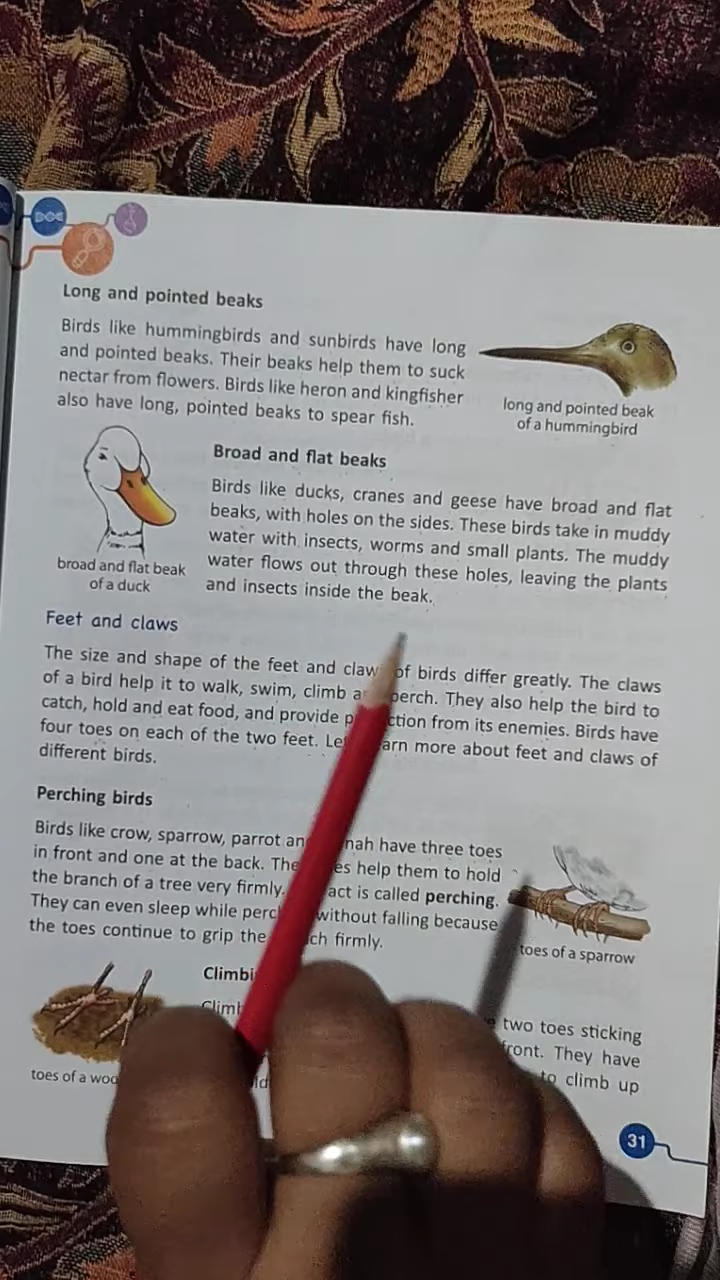 Long and pointed beaks
Birds like hummingbirds and sunbirds have long
and pointed beaks. Their beaks help them to suck
nectar from flowers. Birds like heron and kingfisher
also have long, pointed beaks to spear fish.
long and pointed beak
of a hummingbird
Broad and flat beaks
Birds like ducks, cranes and geese have broad and flat
beaks, with holes on the sides. These birds take in muddy
water with insects, worms and small plants. The muddy
water flows out through these holes, leaving the plants
and insects inside the beak.
broad and flat beak
of a duck
Feet and claws
The size and shape of the feet and claws of birds differ greatly. The claws
of a bird help it to walk, swim, climb and perch. They also help the bird to
catch, hold and eat food, and provide protection from its enemies. Birds have
four toes on each of the two feet. Let learn more about feet and claws of
different birds.
Perching birds
Birds like crow, sparrow, parrot and have three toes
in front and one at the back. The help them to hold
the branch of a tree very firmly. act is called perching.
They can even sleep while without falling because
the toes continue to grip the firmly.
toes of a sparrow
two toes sticking
front. They have
to climb up
toes of a
31